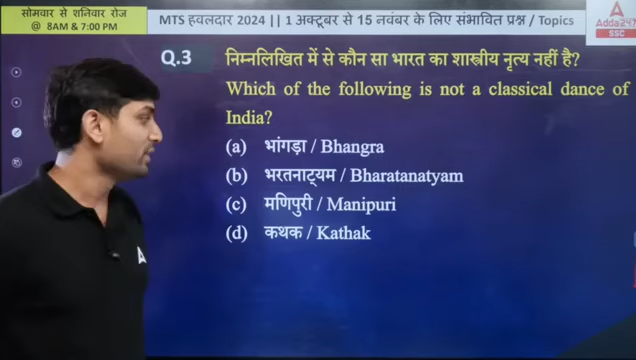 सोमवार से शनिवार रोज
@ 8AM & 7:00 PM
MTS हवलदार 2024 || 1 अक्टूबर से 15 नवंबर के लिए संभावित प्रश्न / Topics
A
Adda247
SSC
Q.3
निम्नलिखित में से कौन सा भारत का शास्त्रीय नृत्य नहीं है?
Which of the following is not a classical dance of
India?
(a) भांगड़ा / Bhangra
(b) भरतनाट्यम / Bharatanatyam
(c) मणिपुरी / Manipuri
(d) कथक / Kathak
A